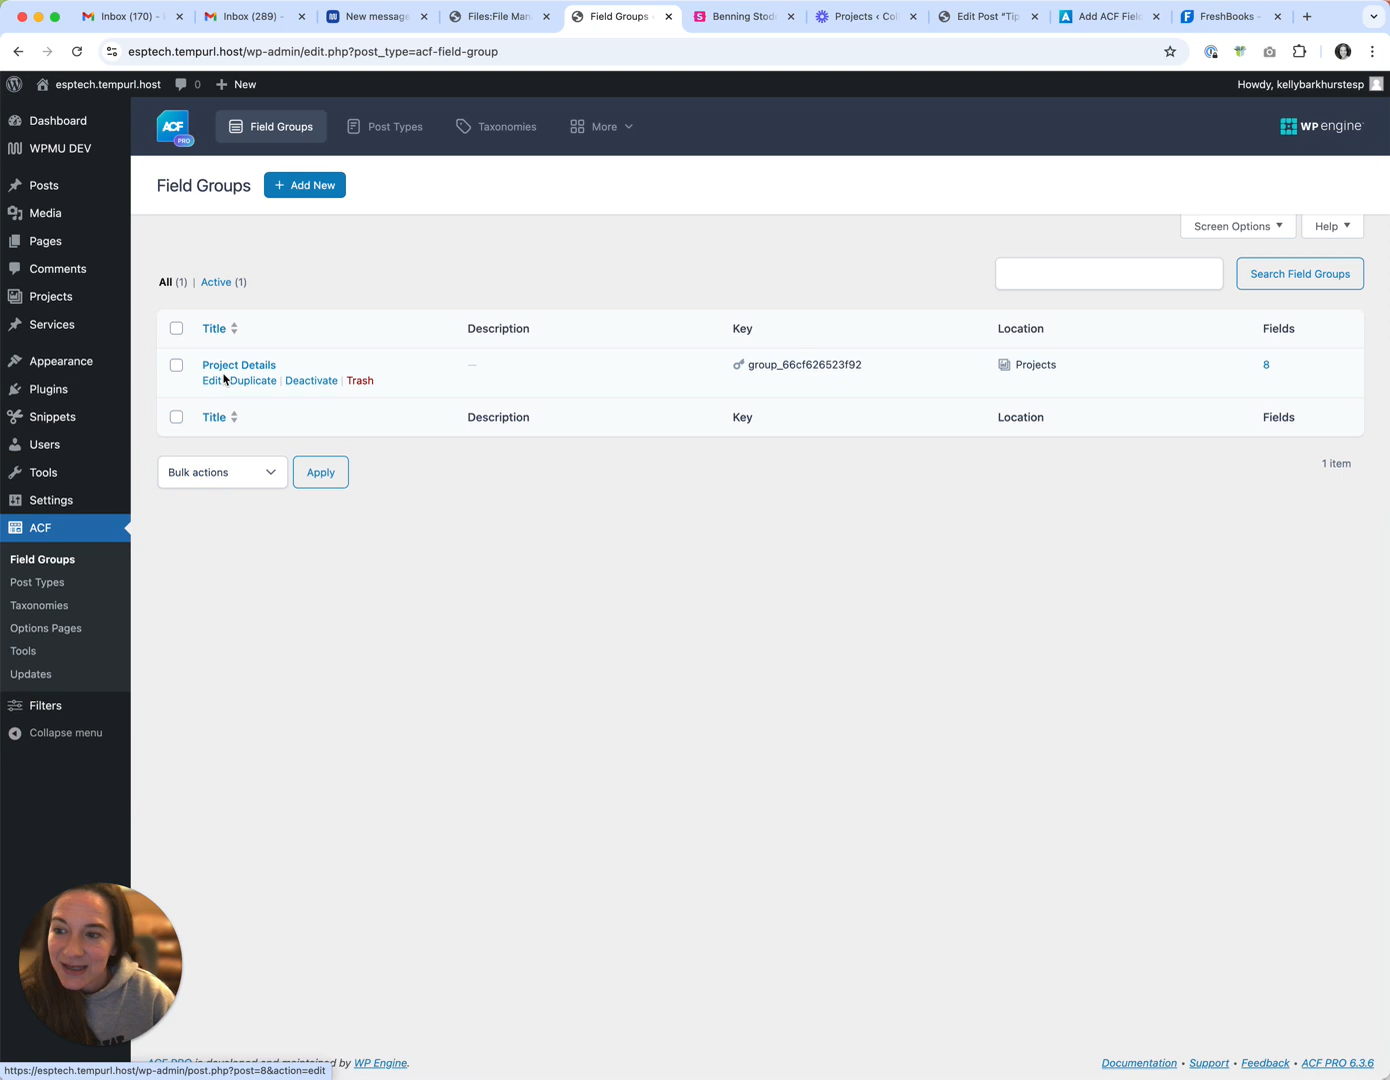 Inbox (170) -
Inbox (289) -
New message
Files:File Man
Field Groups
Benning Stod
Projects ‹ Col
Edit Post "Tip
Add ACF Field
FreshBooks -
esptech.tempurl.host/wp-admin/edit.php?post_type=acf-field-group
esptech.tempurl.host
0
New
Howdy, kellybarkhurstesp
Dashboard
WPMU DEV
Posts
Media
Pages
Comments
Projects
Services
Appearance
Plugins
Snippets
Users
Tools
Settings
ACF
Field Groups
Post Types
Taxonomies
Options Pages
Tools
Updates
Filters
Collapse menu
ACF
PRO
Field Groups
Post Types
Taxonomies
More
WP engine
Field Groups
+ Add New
Screen Options
Help
All (1) | Active (1)
Search Field Groups
Title Description Key Location Fields
Project Details — group_66cf626523f92 Projects 8
Edit Duplicate | Deactivate | Trash
Title Description Key Location Fields
Bulk actions
Apply
1 item
ACF PRO is developed and maintained by WP Engine.
Documentation • Support • Feedback • ACF PRO 6.3.6
https://esptech.tempurl.host/wp-admin/post.php?post=8&action=edit